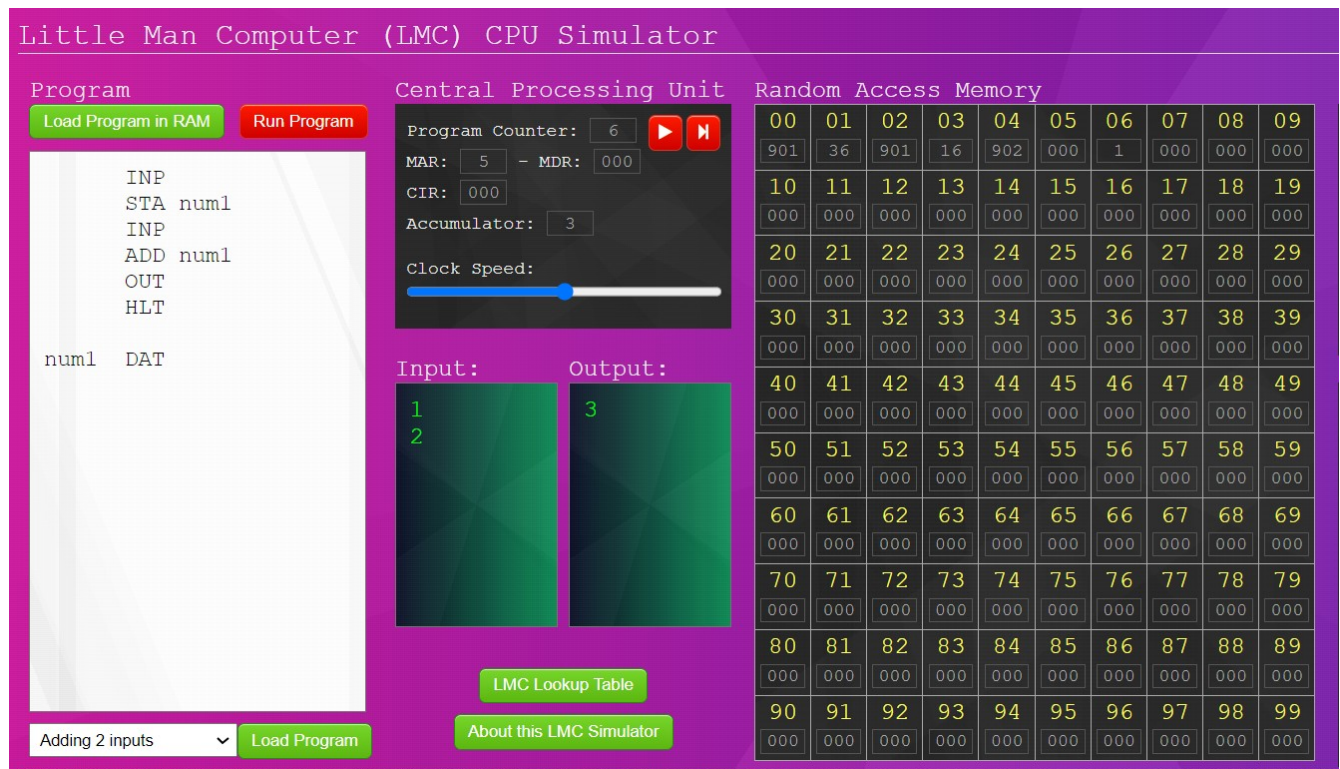 Little Man Computer (LMC) CPU Simulator
Program
Load Program in RAM Run Program
INP
STA num1
INP
ADD num1
OUT
HLT
num1 DAT
Adding 2 inputs Load Program
Central Processing Unit
Program Counter: 6
MAR: 5 - MDR: 000
CIR: 000
Accumulator: 3
Clock Speed:
Input: Output:
1 3
2
LMC Lookup Table
About this LMC Simulator
Random Access Memory
00 01 02 03 04 05 06 07 08 09
901 36 901 16 902 000 1 000 000 000
10 11 12 13 14 15 16 17 18 19
000 000 000 000 000 000 000 000 000 000
20 21 22 23 24 25 26 27 28 29
000 000 000 000 000 000 000 000 000 000
30 31 32 33 34 35 36 37 38 39
000 000 000 000 000 000 000 000 000 000
40 41 42 43 44 45 46 47 48 49
000 000 000 000 000 000 000 000 000 000
50 51 52 53 54 55 56 57 58 59
000 000 000 000 000 000 000 000 000 000
60 61 62 63 64 65 66 67 68 69
000 000 000 000 000 000 000 000 000 000
70 71 72 73 74 75 76 77 78 79
000 000 000 000 000 000 000 000 000 000
80 81 82 83 84 85 86 87 88 89
000 000 000 000 000 000 000 000 000 000
90 91 92 93 94 95 96 97 98 99
000 000 000 000 000 000 000 000 000 000